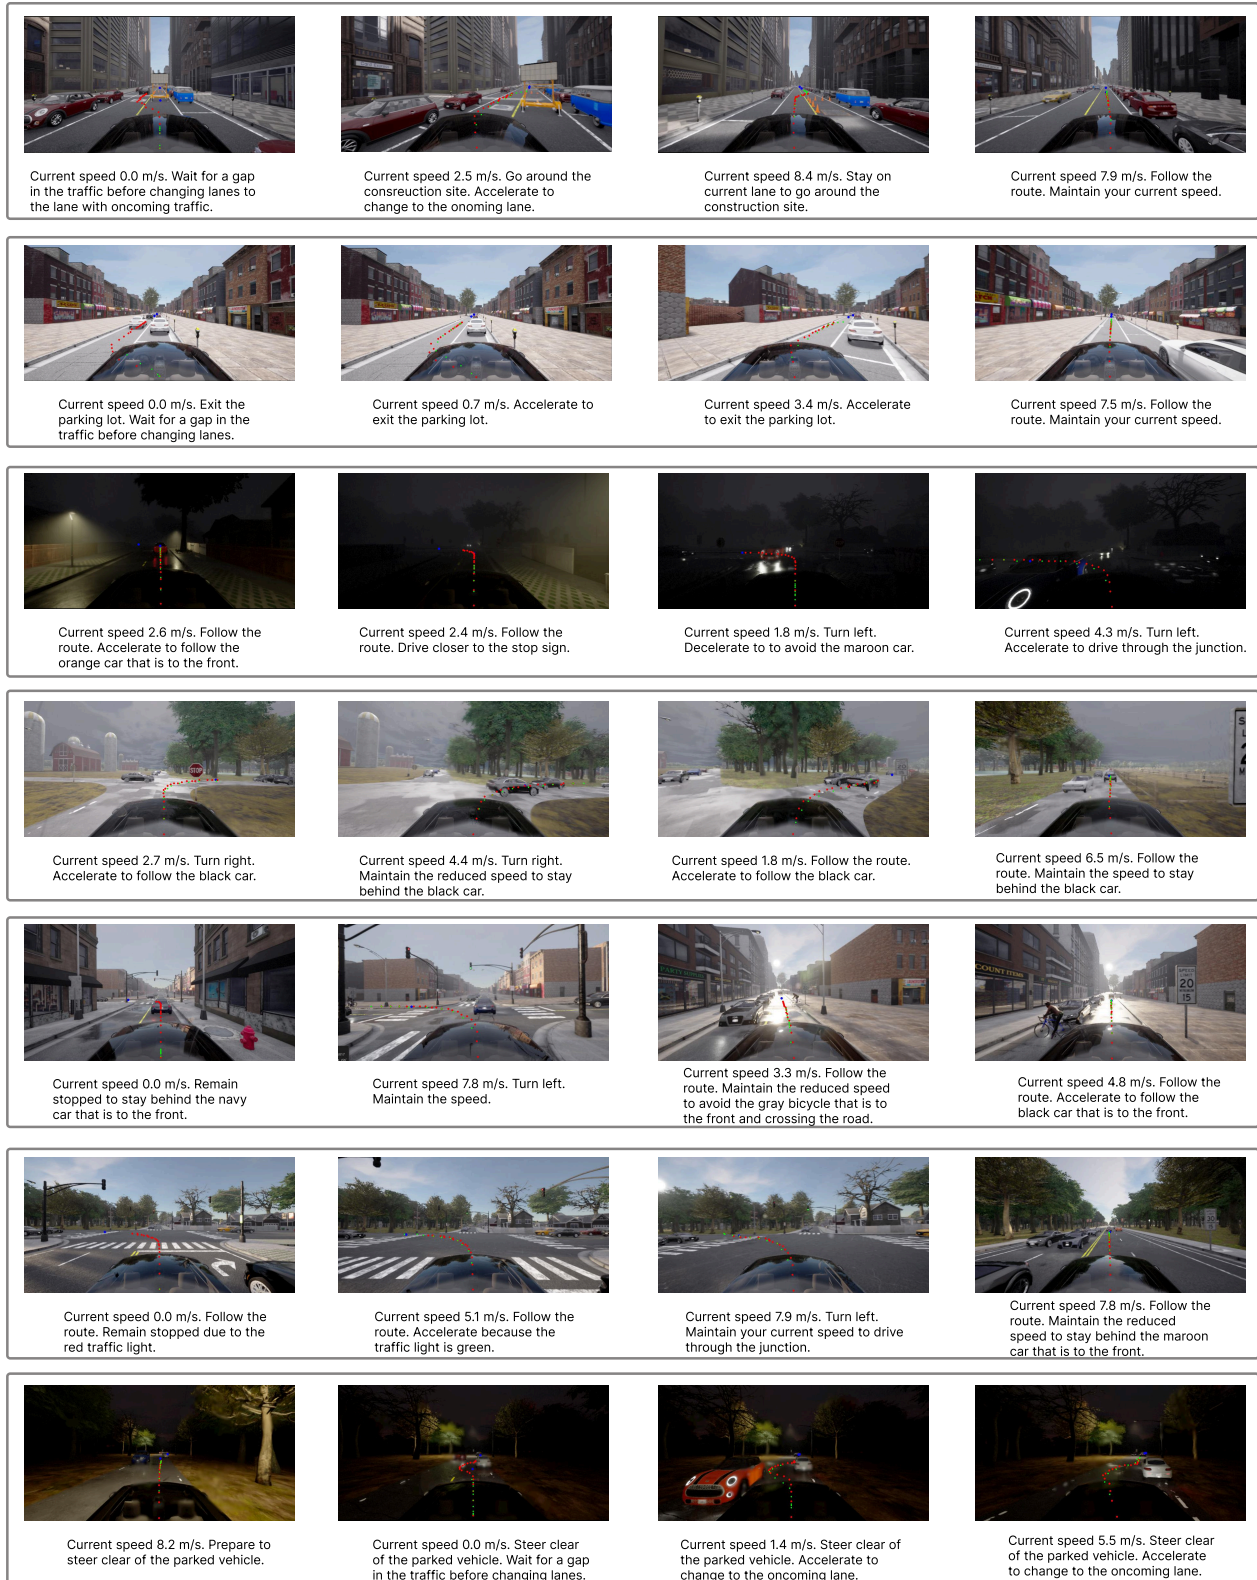 Current speed 0.0 m/s. Wait for a gap
in the traffic before changing lanes to
the lane with oncoming traffic.
Current speed 2.5 m/s. Go around the
consreuction site. Accelerate to
change to the onoming lane.
Current speed 8.4 m/s. Stay on
current lane to go around the
construction site.
Current speed 7.9 m/s. Follow the
route. Maintain your current speed.
Current speed 0.0 m/s. Exit the
parking lot. Wait for a gap in the
traffic before changing lanes.
Current speed 0.7 m/s. Accelerate to
exit the parking lot.
Current speed 3.4 m/s. Accelerate
to exit the parking lot.
Current speed 7.5 m/s. Follow the
route. Maintain your current speed.
Current speed 2.6 m/s. Follow the
route. Accelerate to follow the
orange car that is to the front.
Current speed 2.4 m/s. Follow the
route. Drive closer to the stop sign.
Current speed 1.8 m/s. Turn left.
Decelerate to to avoid the maroon car.
Current speed 4.3 m/s. Turn left.
Accelerate to drive through the junction.
STOP
Current speed 2.7 m/s. Turn right.
Accelerate to follow the black car.
Current speed 4.4 m/s. Turn right.
Maintain the reduced speed to stay
behind the black car.
Current speed 1.8 m/s. Follow the route.
Accelerate to follow the black car.
Current speed 6.5 m/s. Follow the
route. Maintain the speed to stay
behind the black car.
COUNT ITEMS
20
15
Current speed 0.0 m/s. Remain
stopped to stay behind the navy
car that is to the front.
Current speed 7.8 m/s. Turn left.
Maintain the speed.
Current speed 3.3 m/s. Follow the
route. Maintain the reduced speed
to avoid the gray bicycle that is to
the front and crossing the road.
Current speed 4.8 m/s. Follow the
route. Accelerate to follow the
black car that is to the front.
Current speed 0.0 m/s. Follow the
route. Remain stopped due to the
red traffic light.
Current speed 5.1 m/s. Follow the
route. Accelerate because the
traffic light is green.
Current speed 7.9 m/s. Turn left.
Maintain your current speed to drive
through the junction.
Current speed 7.8 m/s. Follow the
route. Maintain the reduced
speed to stay behind the maroon
car that is to the front.
Current speed 8.2 m/s. Prepare to
steer clear of the parked vehicle.
Current speed 0.0 m/s. Steer clear
of the parked vehicle. Wait for a gap
in the traffic before changing lanes.
Current speed 1.4 m/s. Steer clear of
the parked vehicle. Accelerate to
change to the oncoming lane.
Current speed 5.5 m/s. Steer clear
of the parked vehicle. Accelerate
to change to the oncoming lane.